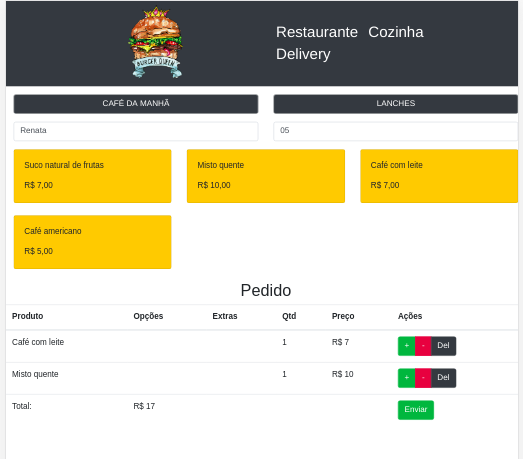 BURGER QUEEN
Restaurante Cozinha
Delivery
CAFÉ DA MANHÃ LANCHES
Renata 05
Suco natural de frutas Misto quente Café com leite
R$ 7,00 R$ 10,00 R$ 7,00
Café americano
R$ 5,00
Pedido
Produto Opções Extras Qtd Preço Ações
Café com leite 1 R$ 7 + - Del
Misto quente 1 R$ 10 + - Del
Total: R$ 17 Enviar